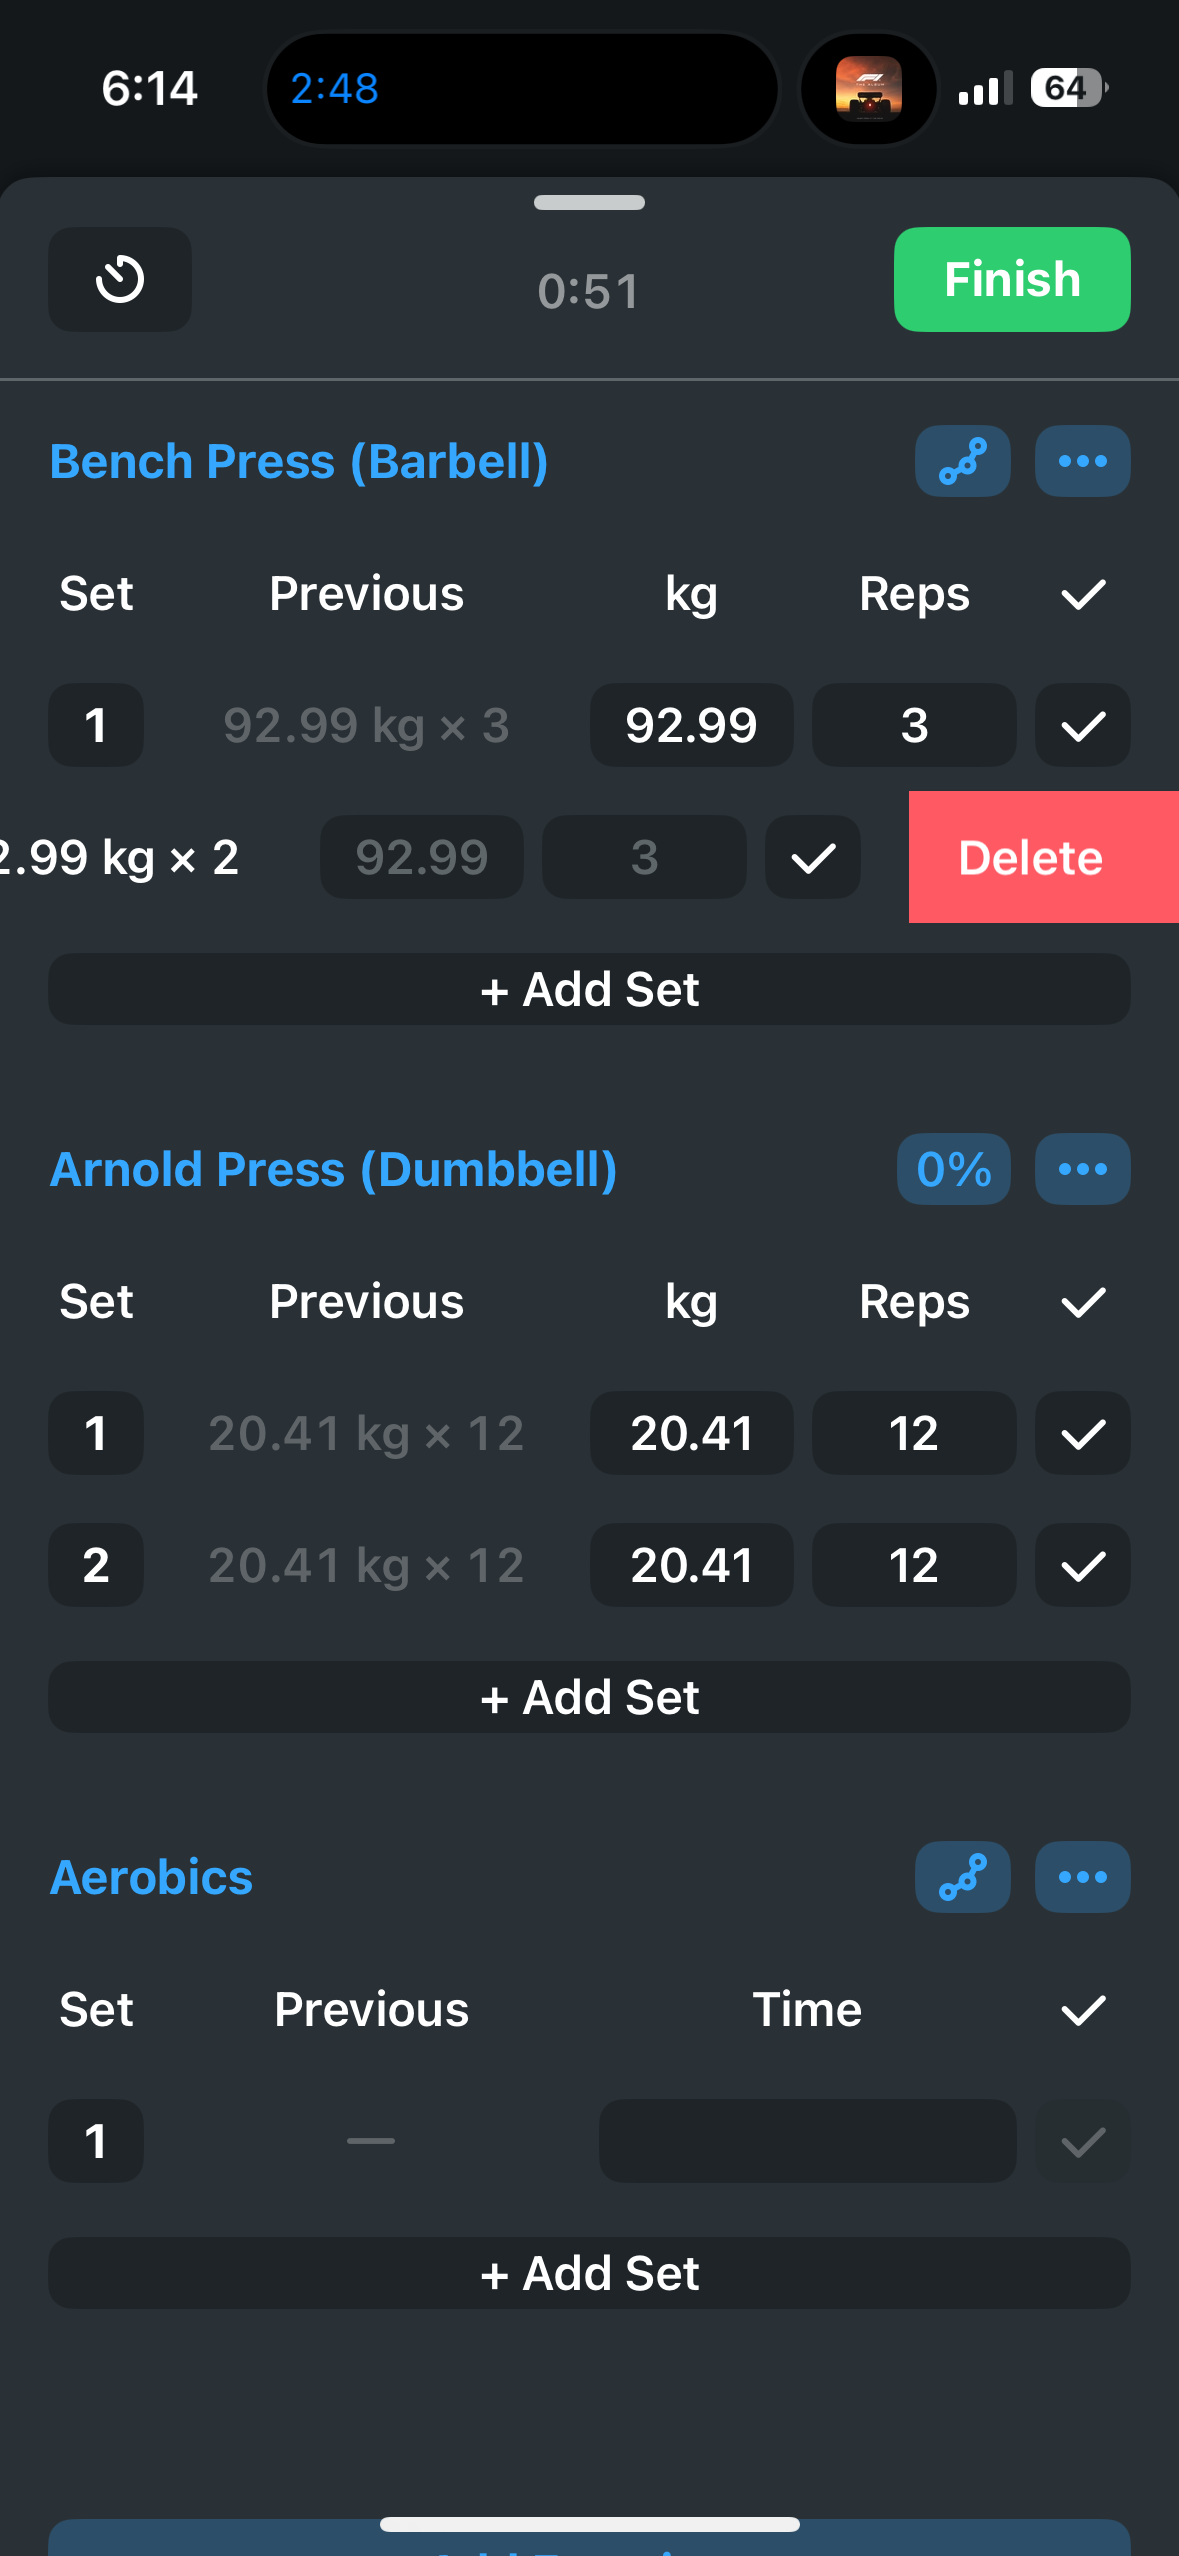 6:14 2:48 64
0:51 Finish
Bench Press (Barbell)
Set Previous kg Reps
1 92.99 kg × 3 92.99 3
2.99 kg × 2 92.99 3 Delete
+ Add Set
Arnold Press (Dumbbell) 0%
Set Previous kg Reps
1 20.41 kg × 12 20.41 12
2 20.41 kg × 12 20.41 12
+ Add Set
Aerobics
Set Previous Time
1 —
+ Add Set